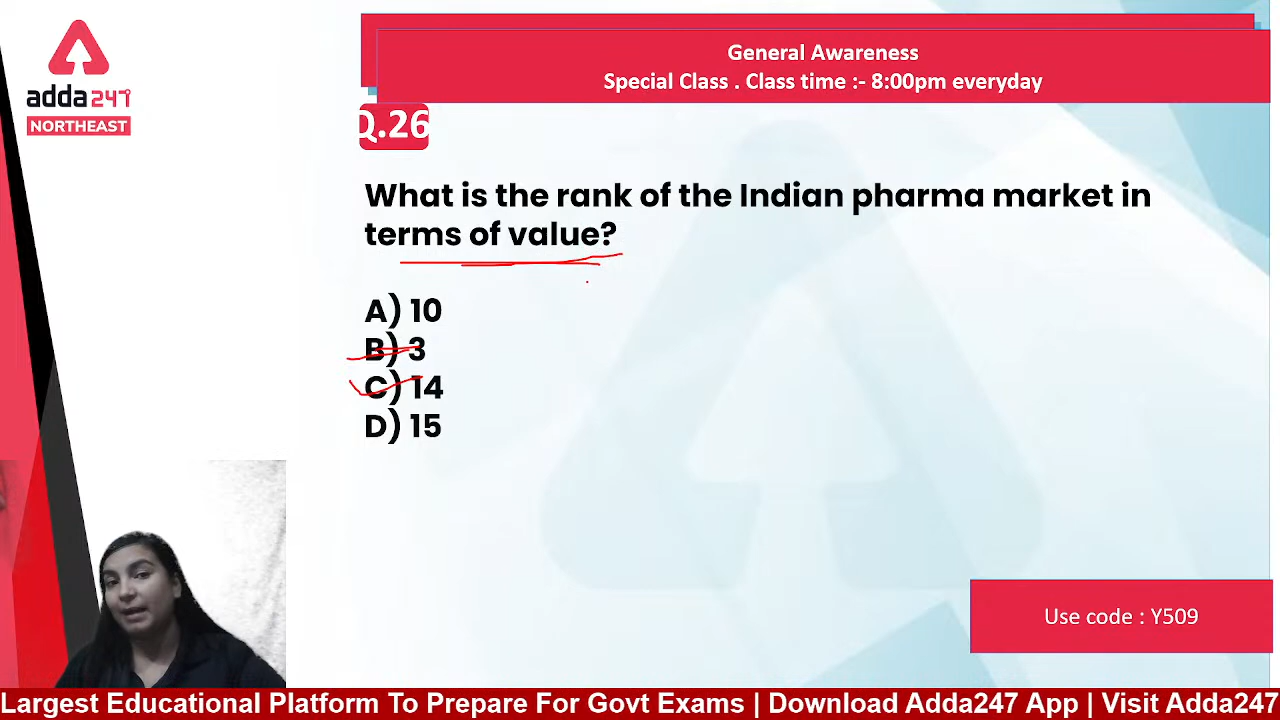 adda247
NORTHEAST
General Awareness
Special Class . Class time :- 8:00pm everyday
Q.26
What is the rank of the Indian pharma market in
terms of value?
A) 10
B) 3
C) 14
D) 15
Use code : Y509
Largest Educational Platform To Prepare For Govt Exams | Download Adda247 App | Visit Adda247